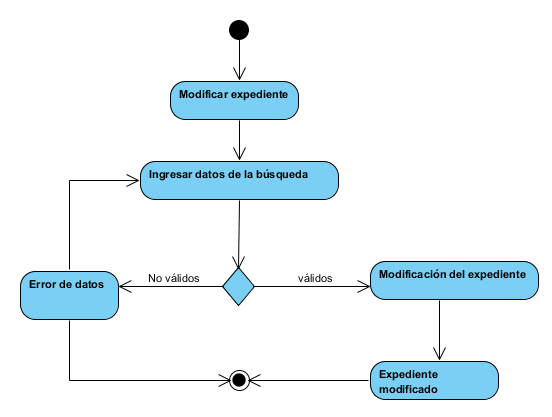 Modificar expediente
Ingresar datos de la búsqueda
No válidos
válidos
Modificación del expediente
Error de datos
Expediente
modificado